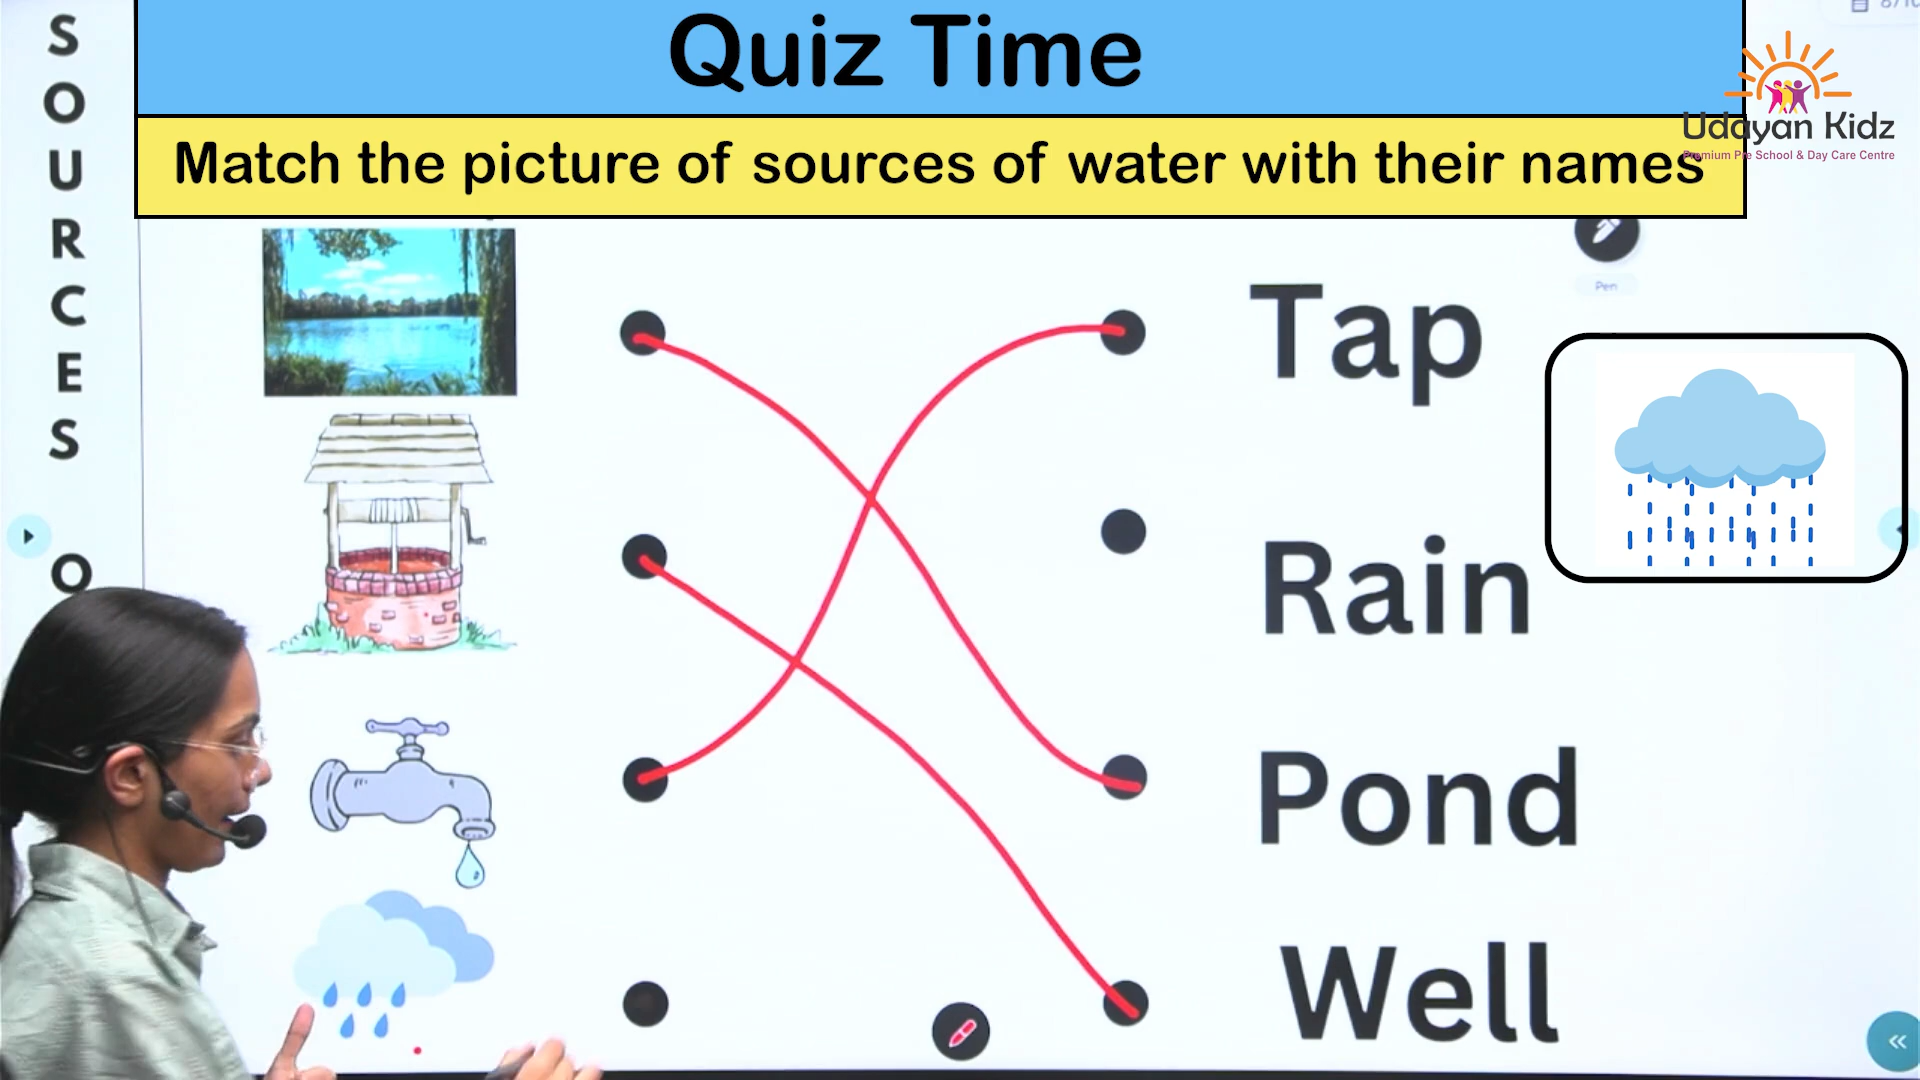 Quiz Time
Udayan Kidz
Premium Pre School & Day Care Centre
Match the picture of sources of water with their names
S
O
U
R
C
E
S
O
Pen
Tap
Rain
Pond
Well